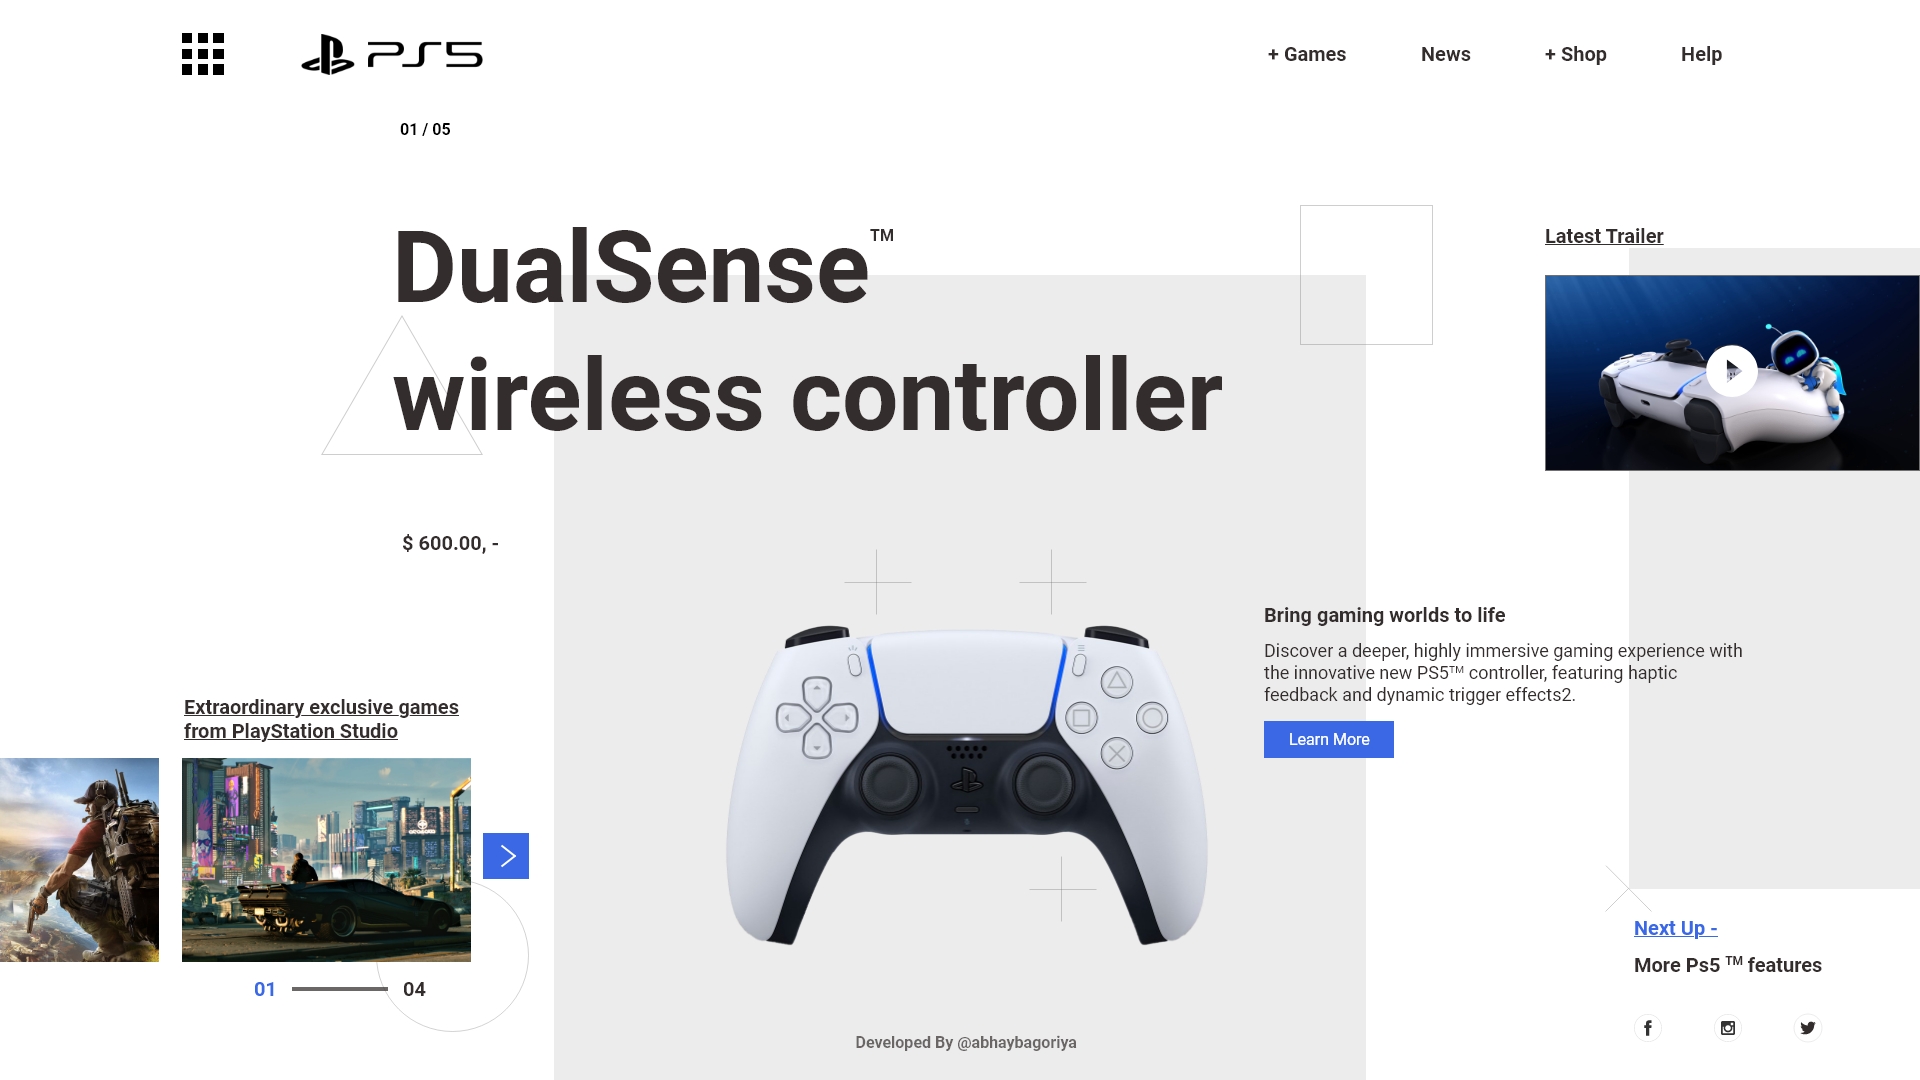 PS5
+ Games
News
+ Shop
Help
01 / 05
DualSense™
wireless controller
Latest Trailer
$ 600.00, -
Bring gaming worlds to life
Discover a deeper, highly immersive gaming experience with
the innovative new PS5™ controller, featuring haptic
feedback and dynamic trigger effects2.
Learn More
Extraordinary exclusive games
from PlayStation Studio
01
04
Next Up -
More Ps5 ™ features
Developed By @abhaybagoriya